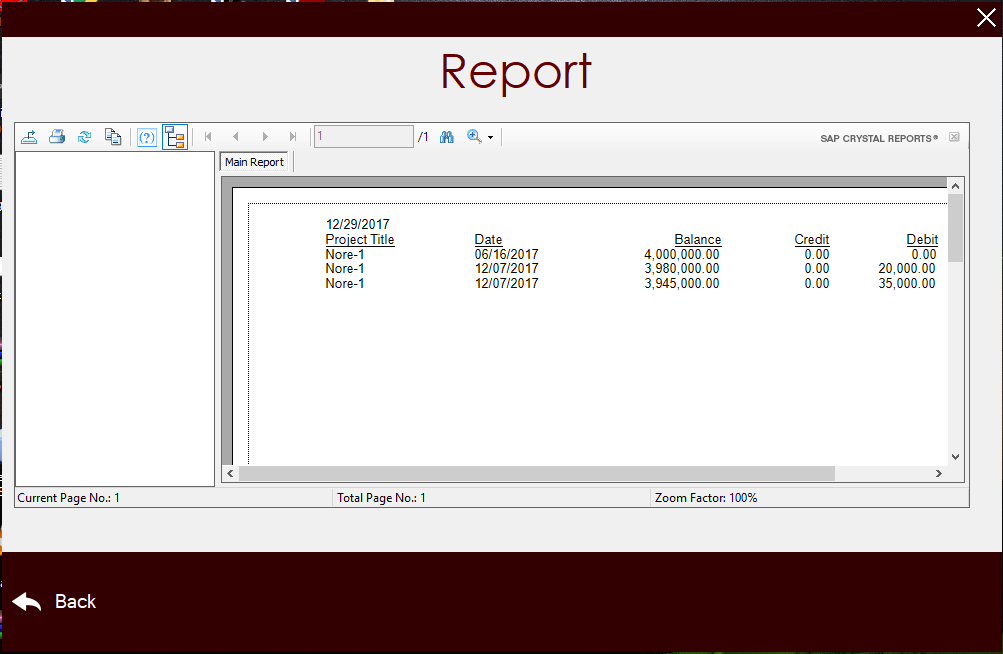 Report
1 /1 SAP CRYSTAL REPORTS®
Main Report
12/29/2017
Project Title Date Balance Credit Debit
Nore-1 06/16/2017 4,000,000.00 0.00 0.00
Nore-1 12/07/2017 3,980,000.00 0.00 20,000.00
Nore-1 12/07/2017 3,945,000.00 0.00 35,000.00
Current Page No.: 1 Total Page No.: 1 Zoom Factor: 100%
Back